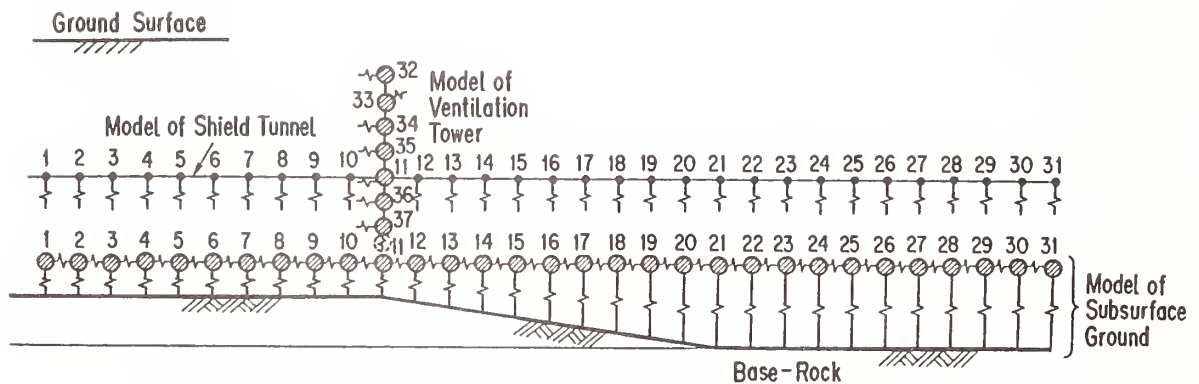 Ground Surface
32
33
34
35
Model of
Ventilation
Tower
Model of Shield Tunnel
1 2 3 4 5 6 7 8 9 10 11 12 13 14 15 16 17 18 19 20 21 22 23 24 25 26 27 28 29 30 31
36
37
1 2 3 4 5 6 7 8 9 10 11 12 13 14 15 16 17 18 19 20 21 22 23 24 25 26 27 28 29 30 31
Model of
Subsurface
Ground
Base-Rock